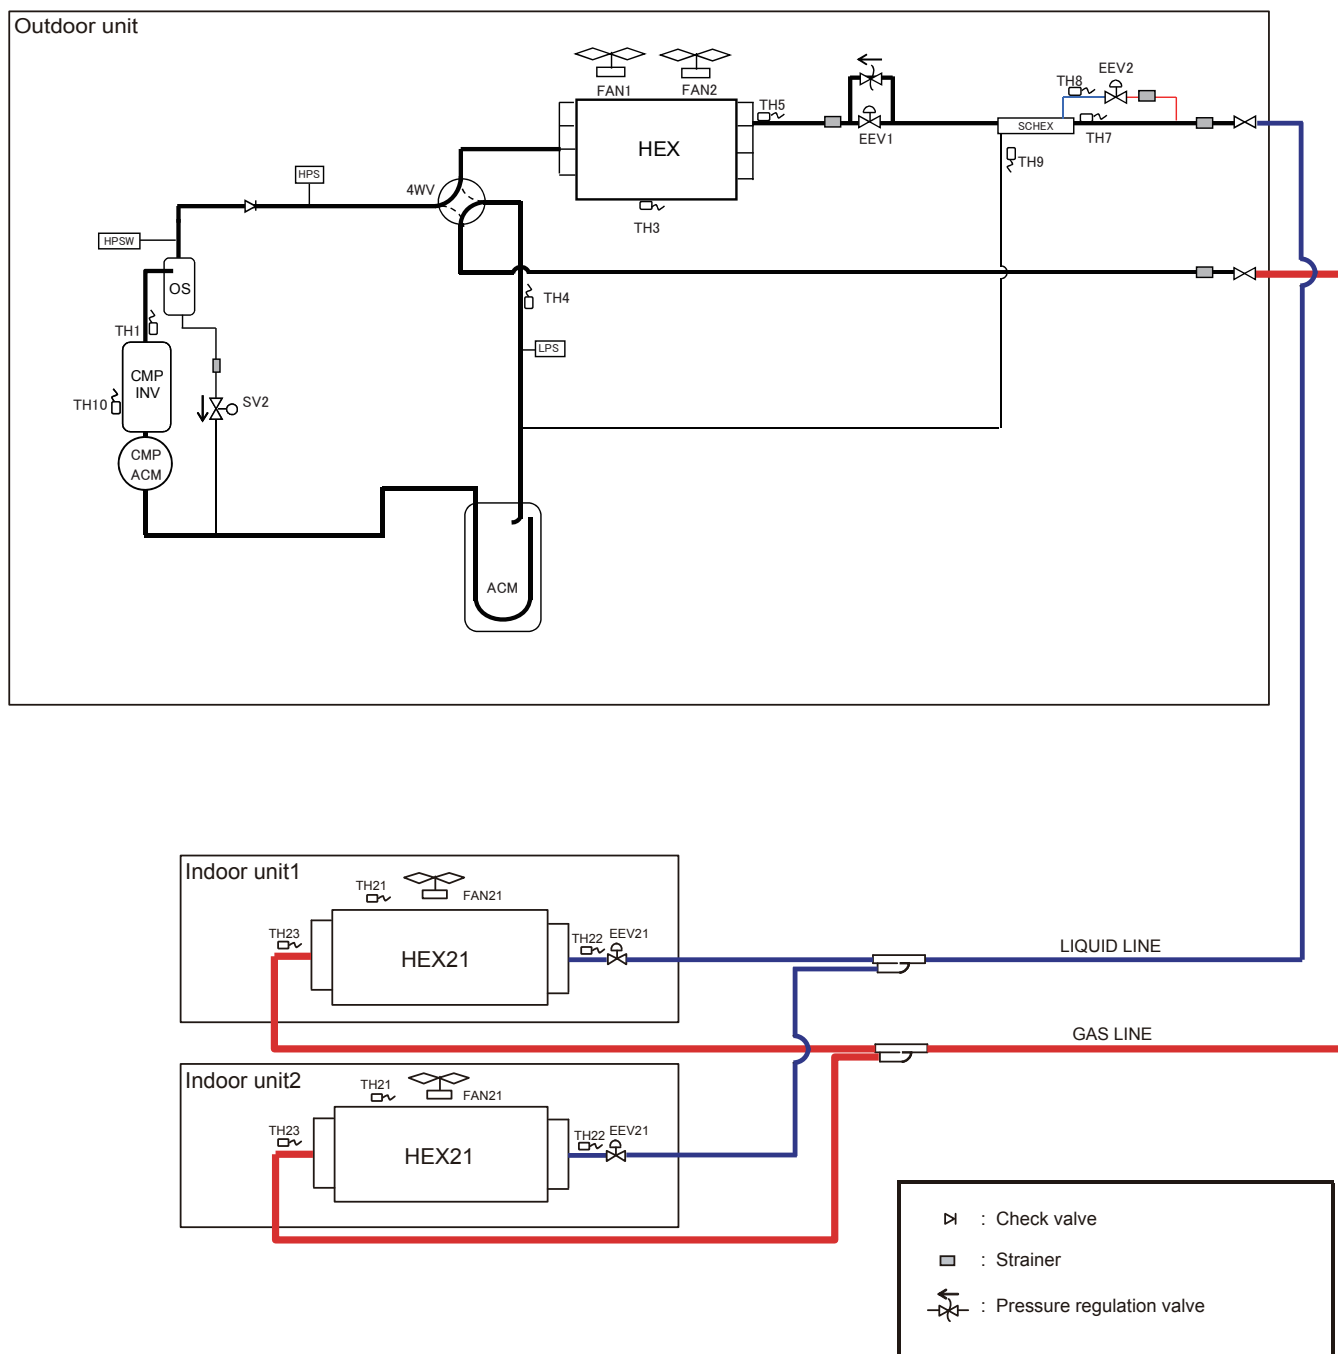 Outdoor unit
FAN1
FAN2
TH5
TH8
EEV2
HEX
EEV1
SCHEX
TH7
TH9
HPS
4WV
TH3
HPSW
OS
TH4
TH1
LPS
CMP
INV
TH10
SV2
CMP
ACM
ACM
Indoor unit1
TH21
FAN21
TH23
HEX21
TH22
EEV21
LIQUID LINE
GAS LINE
Indoor unit2
TH21
FAN21
TH23
HEX21
TH22
EEV21
: Check valve
: Strainer
: Pressure regulation valve